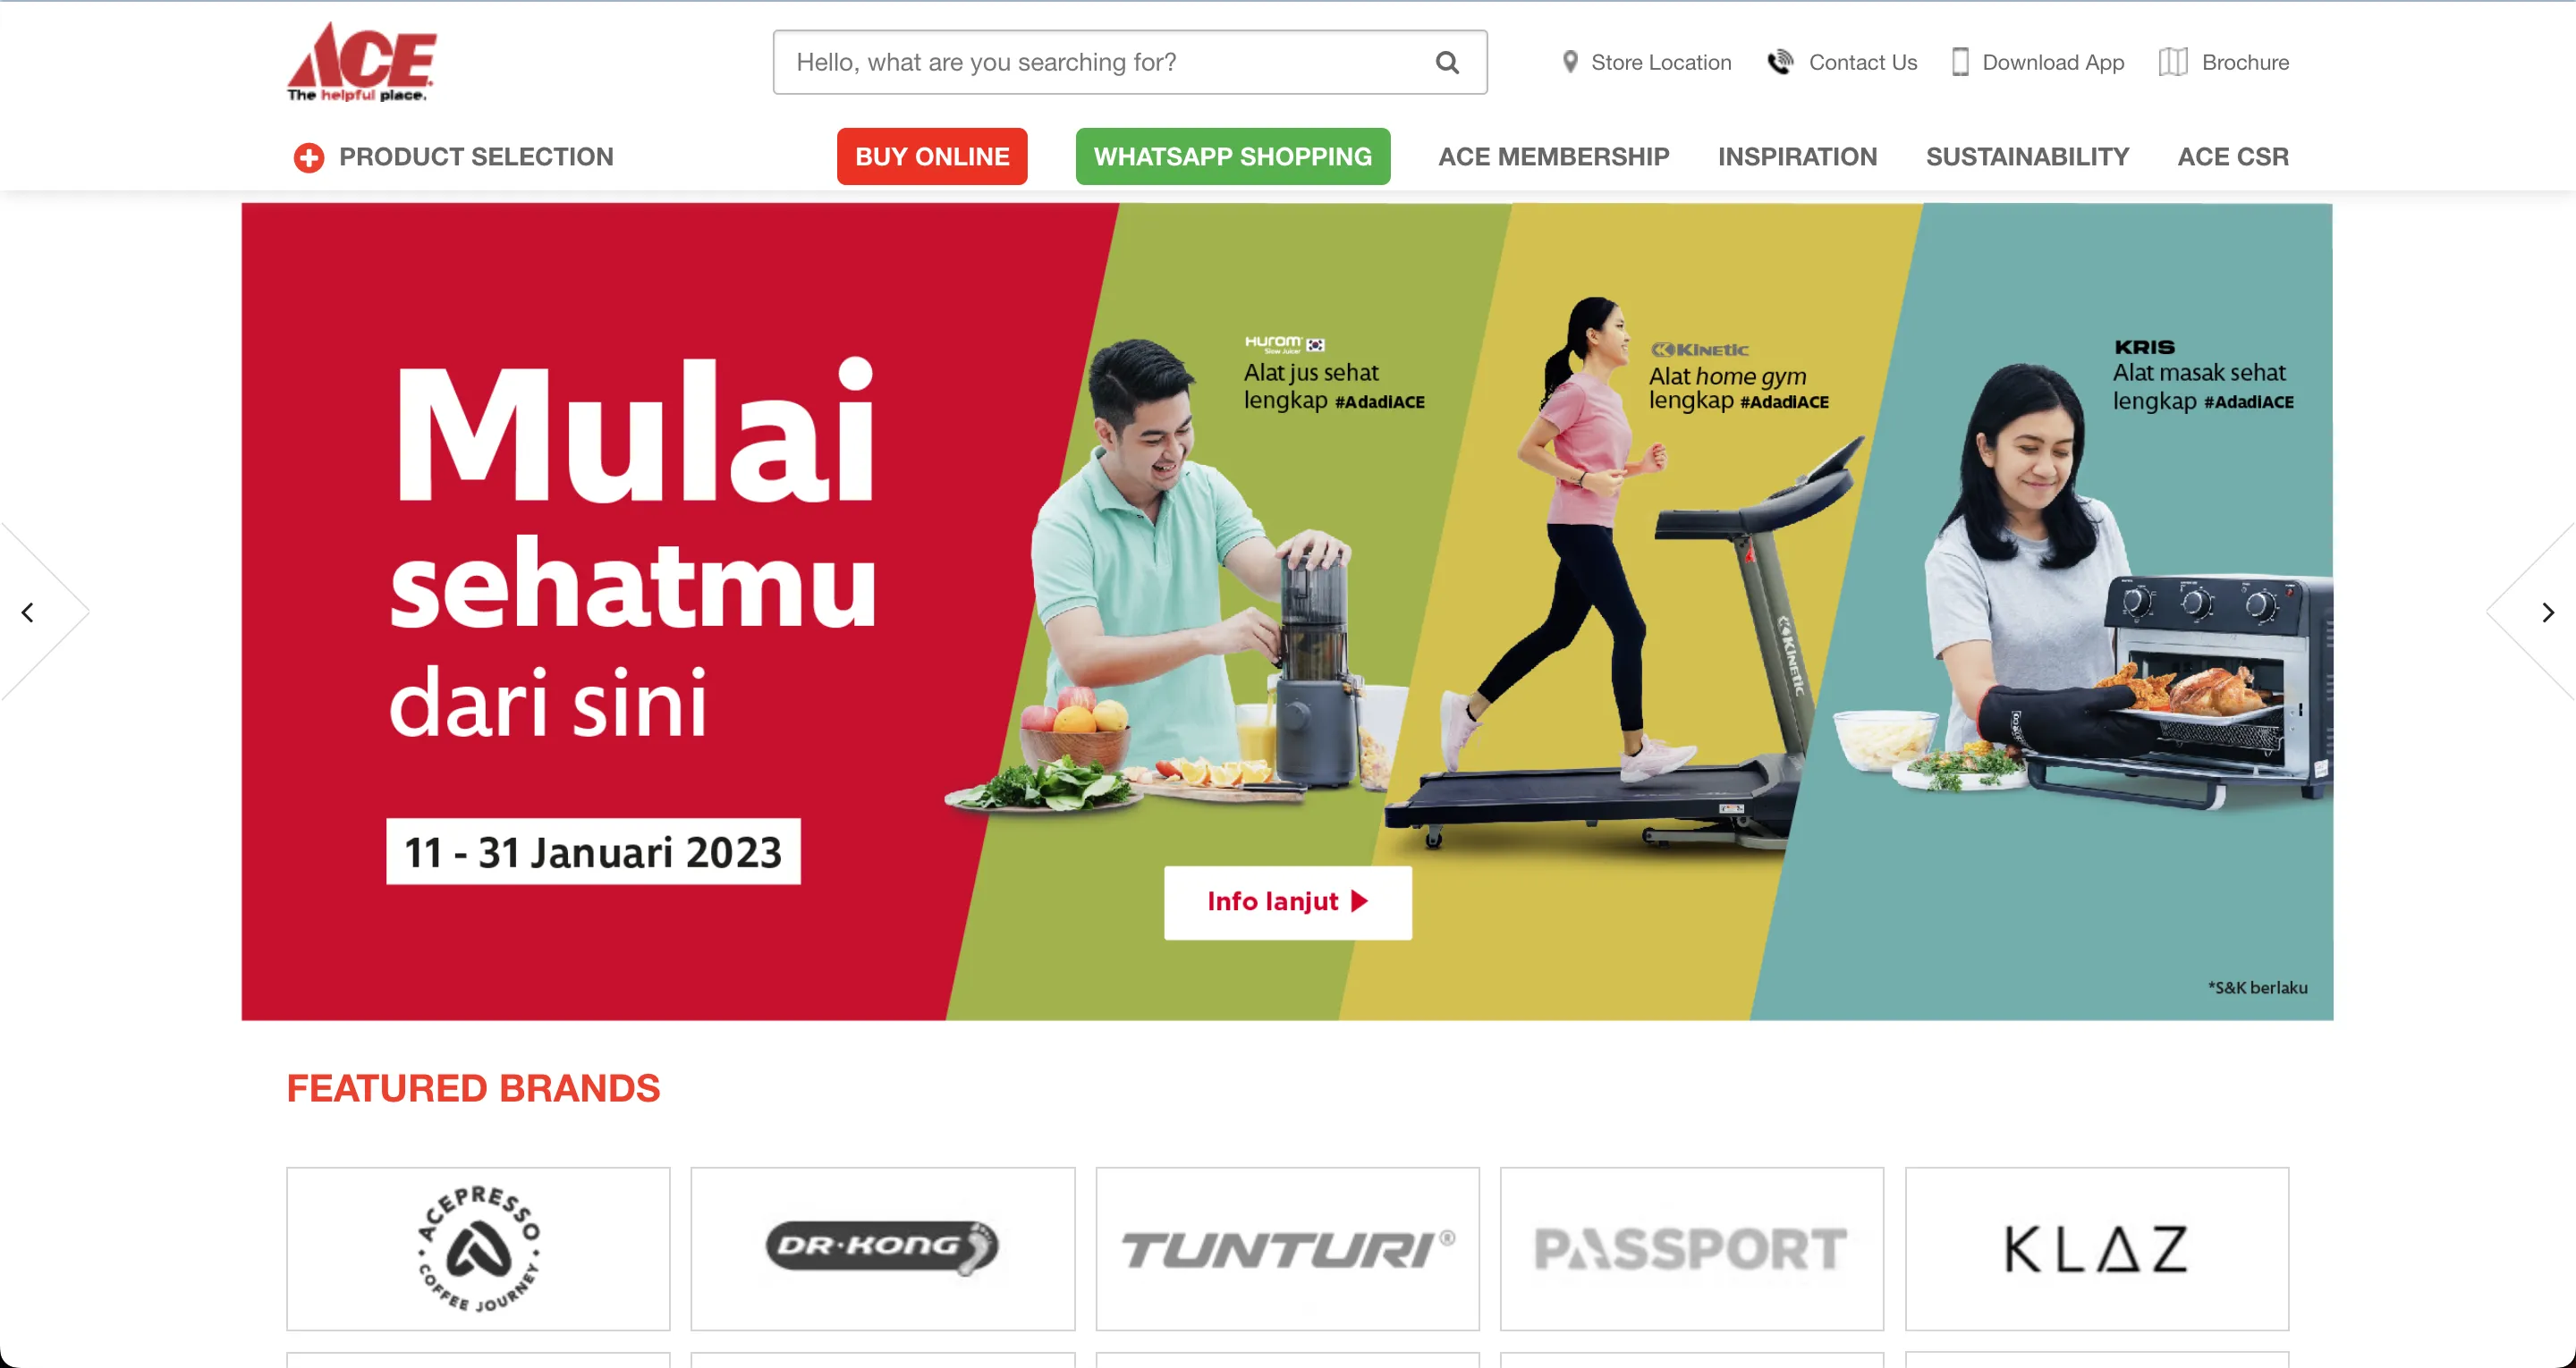 ACE
The helpful place.
Hello, what are you searching for?
Store Location
Contact Us
Download App
Brochure
PRODUCT SELECTION
BUY ONLINE
WHATSAPP SHOPPING
ACE MEMBERSHIP
INSPIRATION
SUSTAINABILITY
ACE CSR
Mulai
sehatmu
dari sini
11 - 31 Januari 2023
Hurom
Slow Juicer
Alat jus sehat
lengkap #AdadiACE
Kinetic
Alat home gym
lengkap #AdadiACE
KRIS
Alat masak sehat
lengkap #AdadiACE
Kinetic
Info lanjut
*S&K berlaku
FEATURED BRANDS
ACEPRESSO
COFFEE JOURNEY
DR·KONG
TUNTURI®
PASSPORT
KLAZ